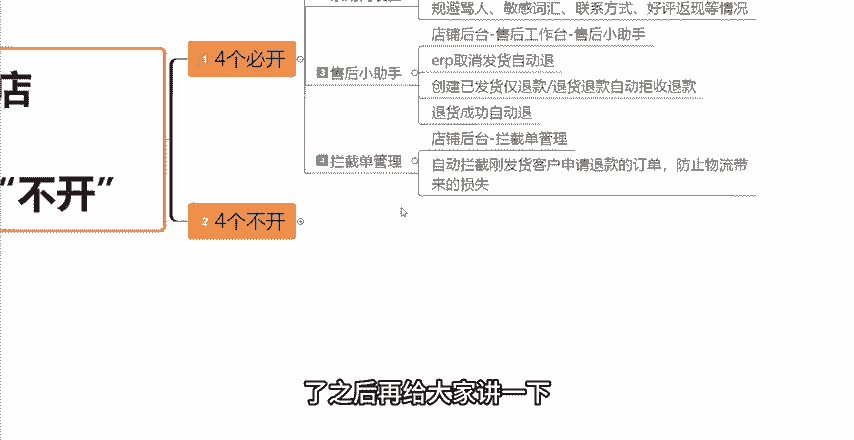 规避骂人、敏感词汇、联系方式、好评返现等情况
店铺后台-售后工作台-售后小助手
1 4个必开
erp取消发货自动退
3 售后小助手
店
创建已发货仅退款/退货退款自动拒收退款
退货成功自动退
店铺后台-拦截单管理
4 拦截单管理
自动拦截刚发货客户申请退款的订单，防止物流带
来的损失
“不开”
2 4个不开
了之后再给大家讲一下